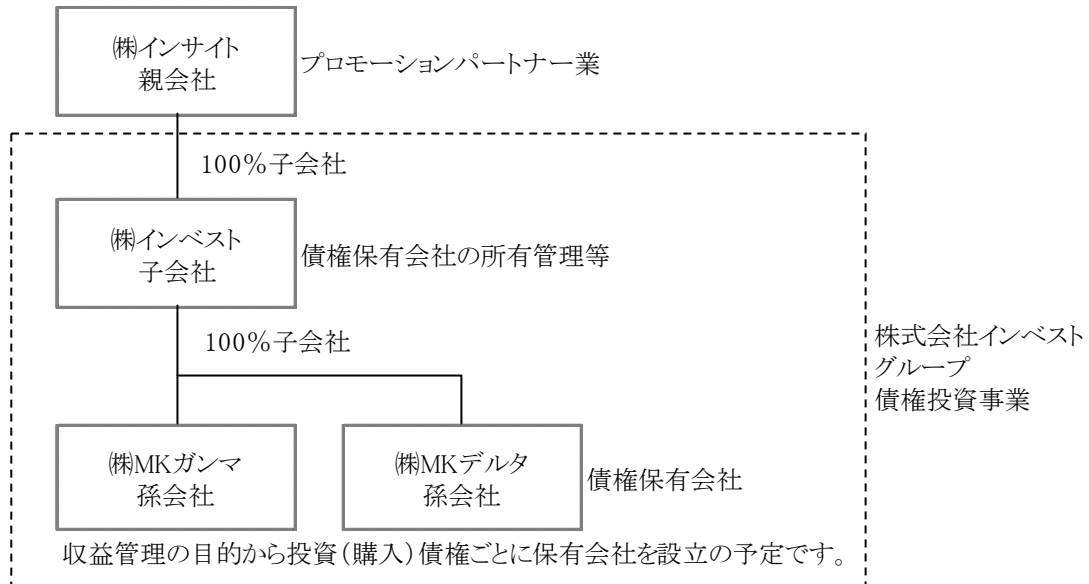 ㈱インサイト
親会社
プロモーションパートナー業
100%子会社
㈱インベスト
子会社
債権保有会社の所有管理等
100%子会社
株式会社インベスト
グループ
債権投資事業
㈱MKガンマ
孫会社
㈱MKデルタ
孫会社
債権保有会社
収益管理の目的から投資(購入)債権ごとに保有会社を設立の予定です。